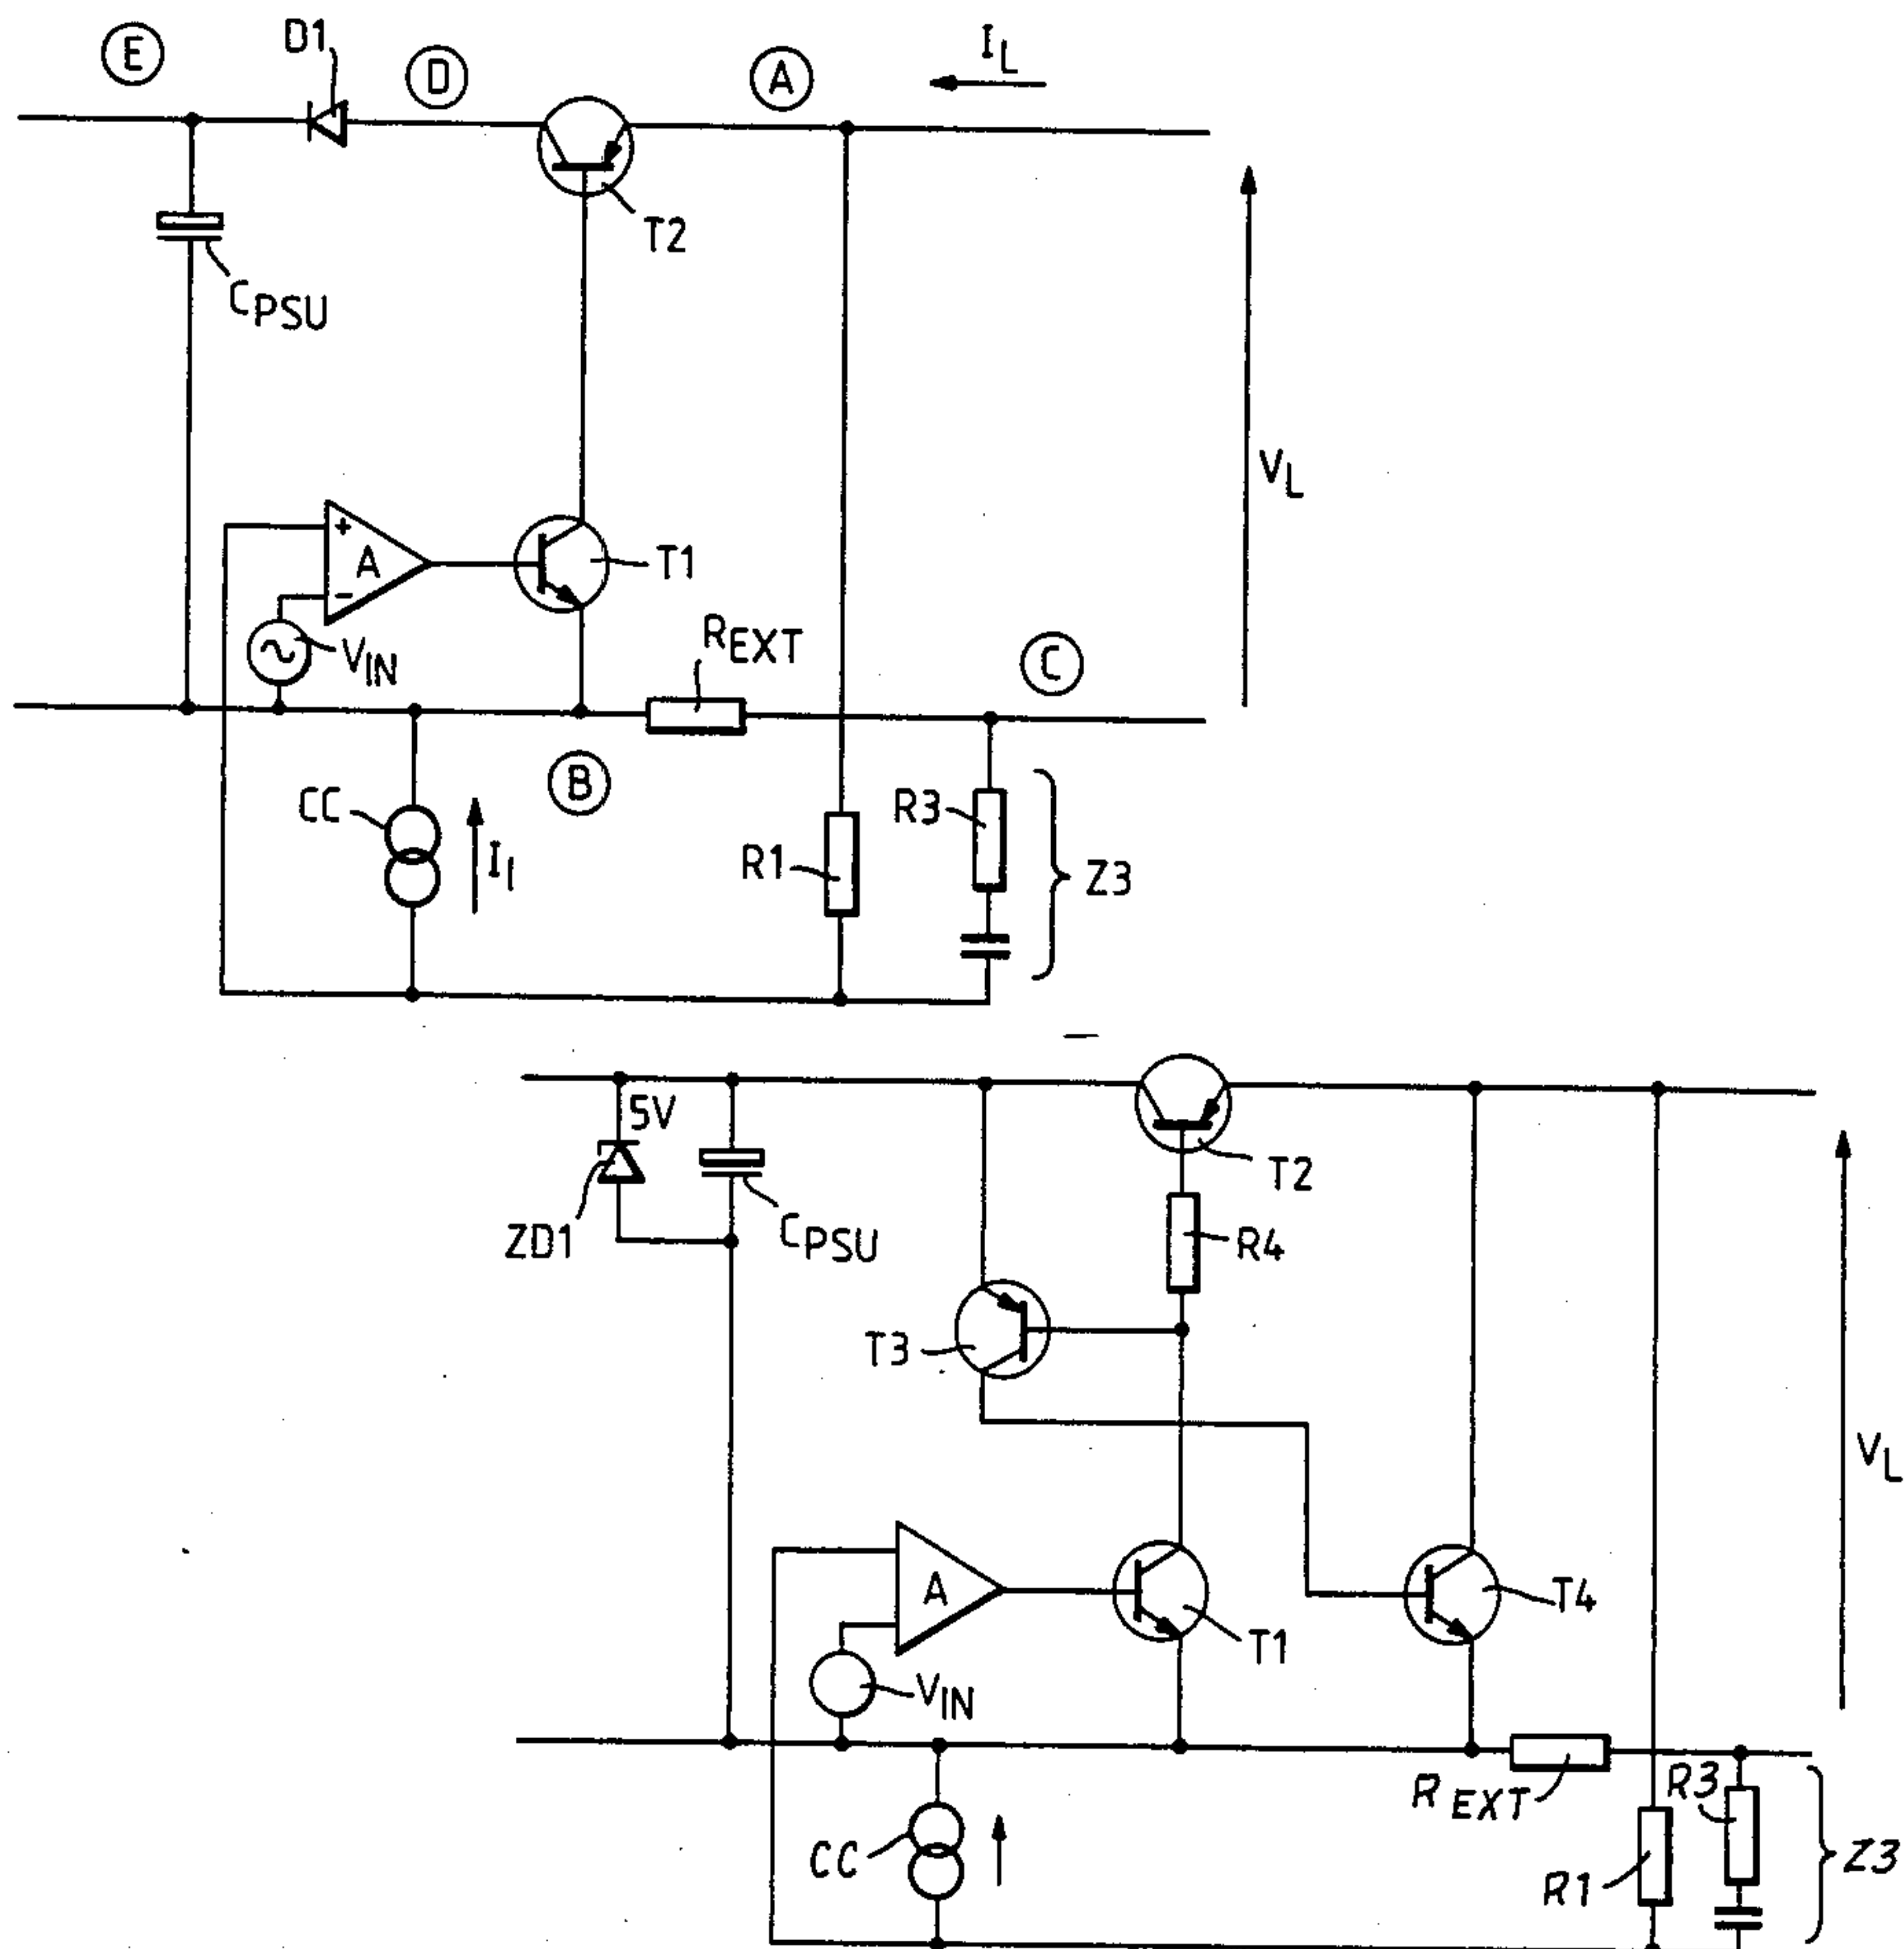 E
D1
D
A
IL
T2
CPSU
VL
+
A
-
T1
VIN
REXT
C
B
CC
I1
R1
R3
Z3
5V
T2
ZD1
CPSU
R4
T3
VL
A
T4
T1
VIN
REXT
R3
CC
R1
Z3